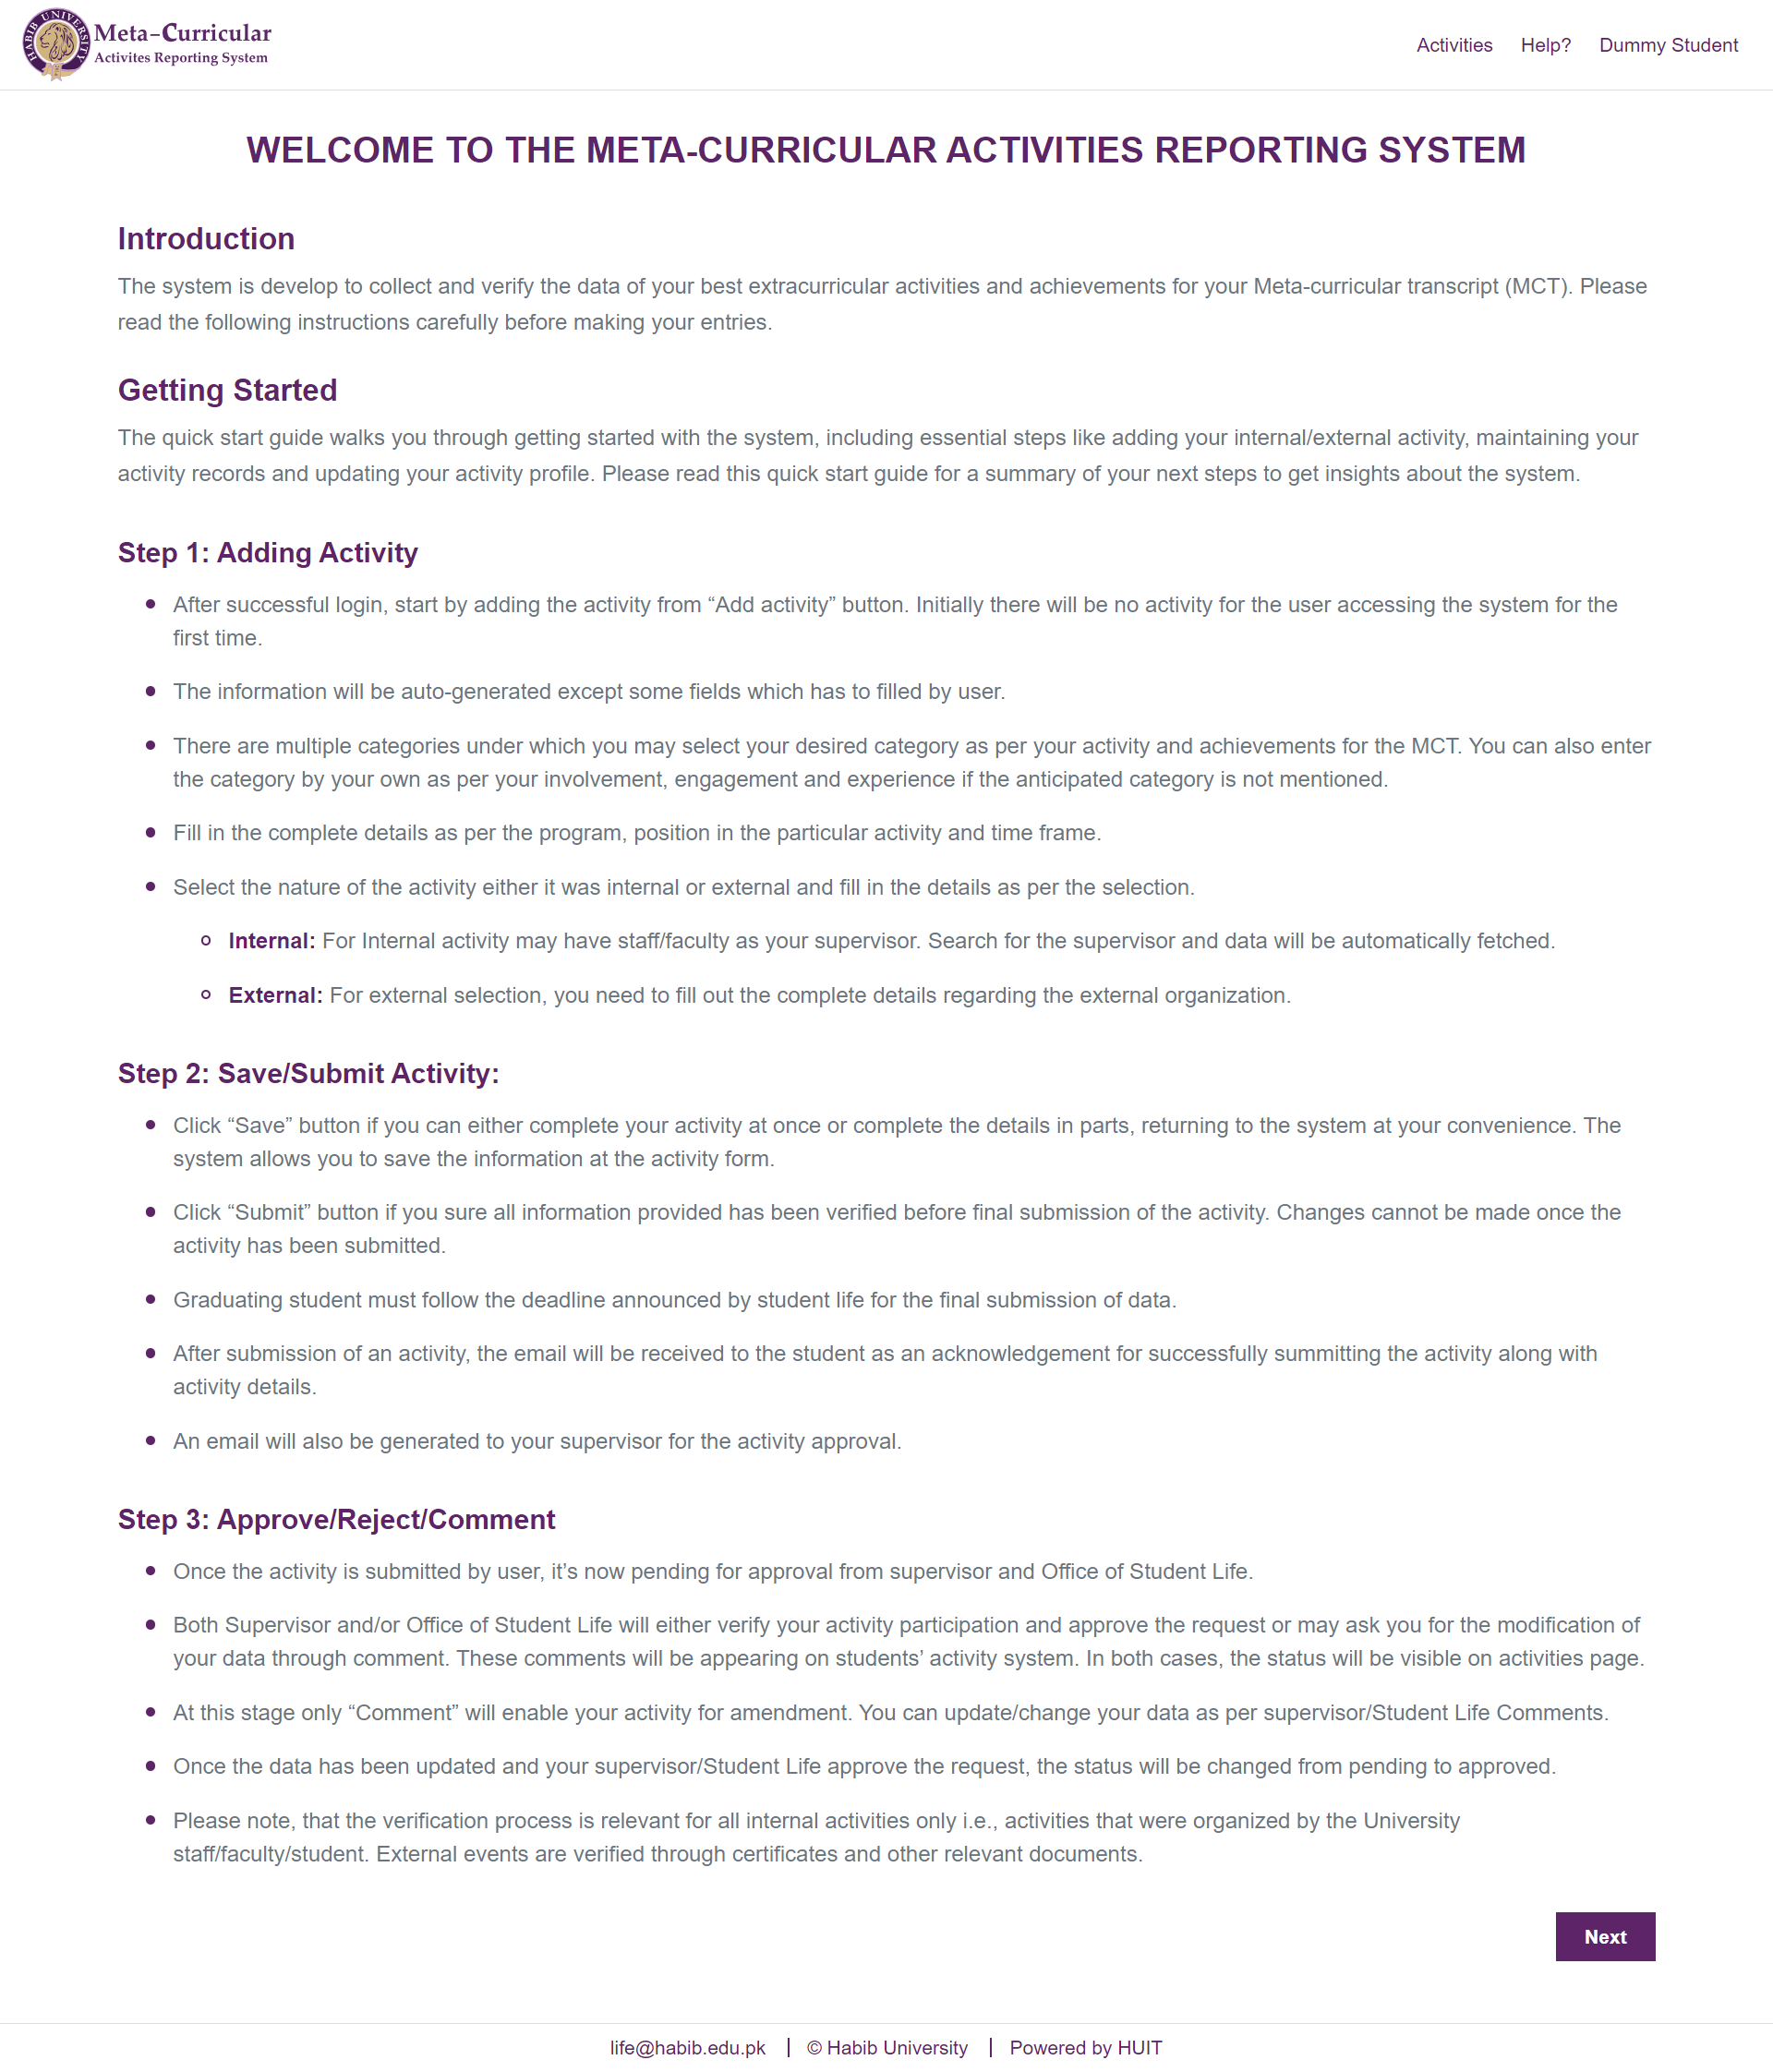 HABIB UNIVERSITY
Meta-Curricular
Activites Reporting System
Activities Help? Dummy Student
WELCOME TO THE META-CURRICULAR ACTIVITIES REPORTING SYSTEM
Introduction
The system is develop to collect and verify the data of your best extracurricular activities and achievements for your Meta-curricular transcript (MCT). Please
read the following instructions carefully before making your entries.
Getting Started
The quick start guide walks you through getting started with the system, including essential steps like adding your internal/external activity, maintaining your
activity records and updating your activity profile. Please read this quick start guide for a summary of your next steps to get insights about the system.
Step 1: Adding Activity
After successful login, start by adding the activity from “Add activity” button. Initially there will be no activity for the user accessing the system for the
first time.
The information will be auto-generated except some fields which has to filled by user.
There are multiple categories under which you may select your desired category as per your activity and achievements for the MCT. You can also enter
the category by your own as per your involvement, engagement and experience if the anticipated category is not mentioned.
Fill in the complete details as per the program, position in the particular activity and time frame.
Select the nature of the activity either it was internal or external and fill in the details as per the selection.
Internal: For Internal activity may have staff/faculty as your supervisor. Search for the supervisor and data will be automatically fetched.
External: For external selection, you need to fill out the complete details regarding the external organization.
Step 2: Save/Submit Activity:
Click “Save” button if you can either complete your activity at once or complete the details in parts, returning to the system at your convenience. The
system allows you to save the information at the activity form.
Click “Submit” button if you sure all information provided has been verified before final submission of the activity. Changes cannot be made once the
activity has been submitted.
Graduating student must follow the deadline announced by student life for the final submission of data.
After submission of an activity, the email will be received to the student as an acknowledgement for successfully summitting the activity along with
activity details.
An email will also be generated to your supervisor for the activity approval.
Step 3: Approve/Reject/Comment
Once the activity is submitted by user, it’s now pending for approval from supervisor and Office of Student Life.
Both Supervisor and/or Office of Student Life will either verify your activity participation and approve the request or may ask you for the modification of
your data through comment. These comments will be appearing on students’ activity system. In both cases, the status will be visible on activities page.
At this stage only “Comment” will enable your activity for amendment. You can update/change your data as per supervisor/Student Life Comments.
Once the data has been updated and your supervisor/Student Life approve the request, the status will be changed from pending to approved.
Please note, that the verification process is relevant for all internal activities only i.e., activities that were organized by the University
staff/faculty/student. External events are verified through certificates and other relevant documents.
Next
life@habib.edu.pk | © Habib University | Powered by HUIT